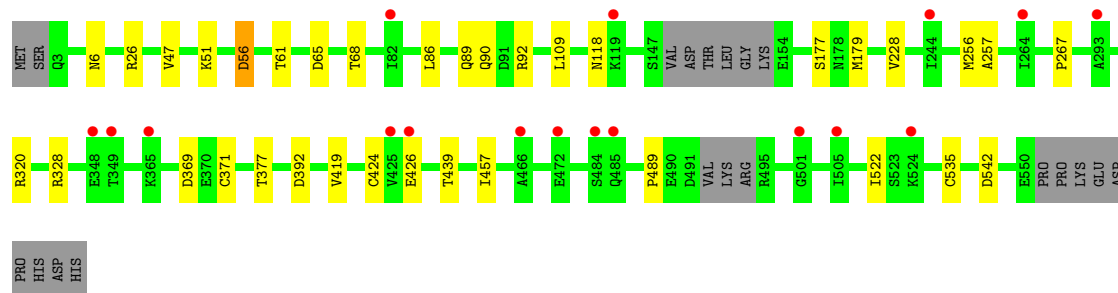 MET SER Q3 N6 R26 V47 K51 D56 T61 D65 T68 I82 L86 Q89 Q90 D91 R92 L109 N118 K119 S147 VAL ASP THR LEU GLY LYS E154 S177 N178 M179 V228 I244 M256 A257 I264 P267 A293
R320 R328 E348 T349 K365 D369 E370 C371 T377 D392 V419 C424 V425 E426 T439 I457 A466 E472 S484 Q485 P489 E490 D491 VAL LYS ARG R495 G501 I505 I522 S523 K524 C535 D542 E550 PRO PRO LYS GLU ASP
PRO HIS ASP HIS